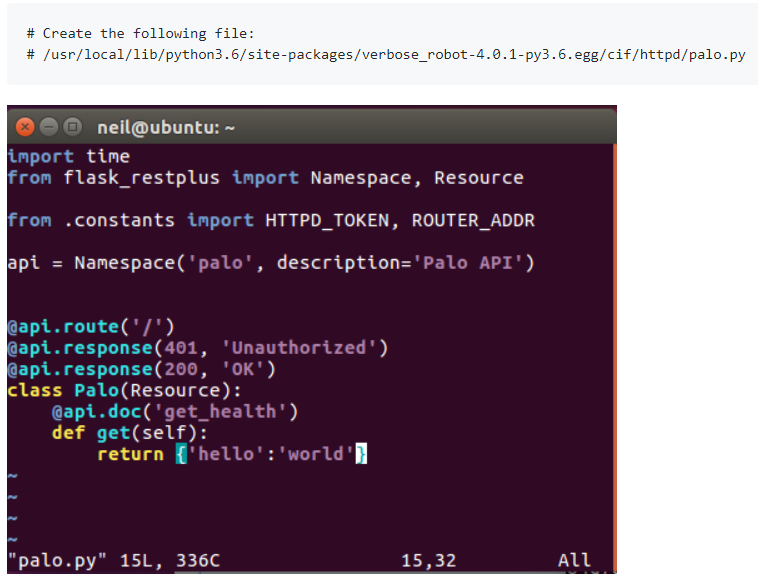 # Create the following file:
# /usr/local/lib/python3.6/site-packages/verbose_robot-4.0.1-py3.6.egg/cif/httpd/palo.py
neil@ubuntu: ~
import time
from flask_restplus import Namespace, Resource
from .constants import HTTPD_TOKEN, ROUTER_ADDR
api = Namespace('palo', description='Palo API')
@api.route('/')
@api.response(401, 'Unauthorized')
@api.response(200, 'OK')
class Palo(Resource):
    @api.doc('get_health')
    def get(self):
        return {'hello':'world'}
~
~
~
~
"palo.py" 15L, 336C 15,32 All